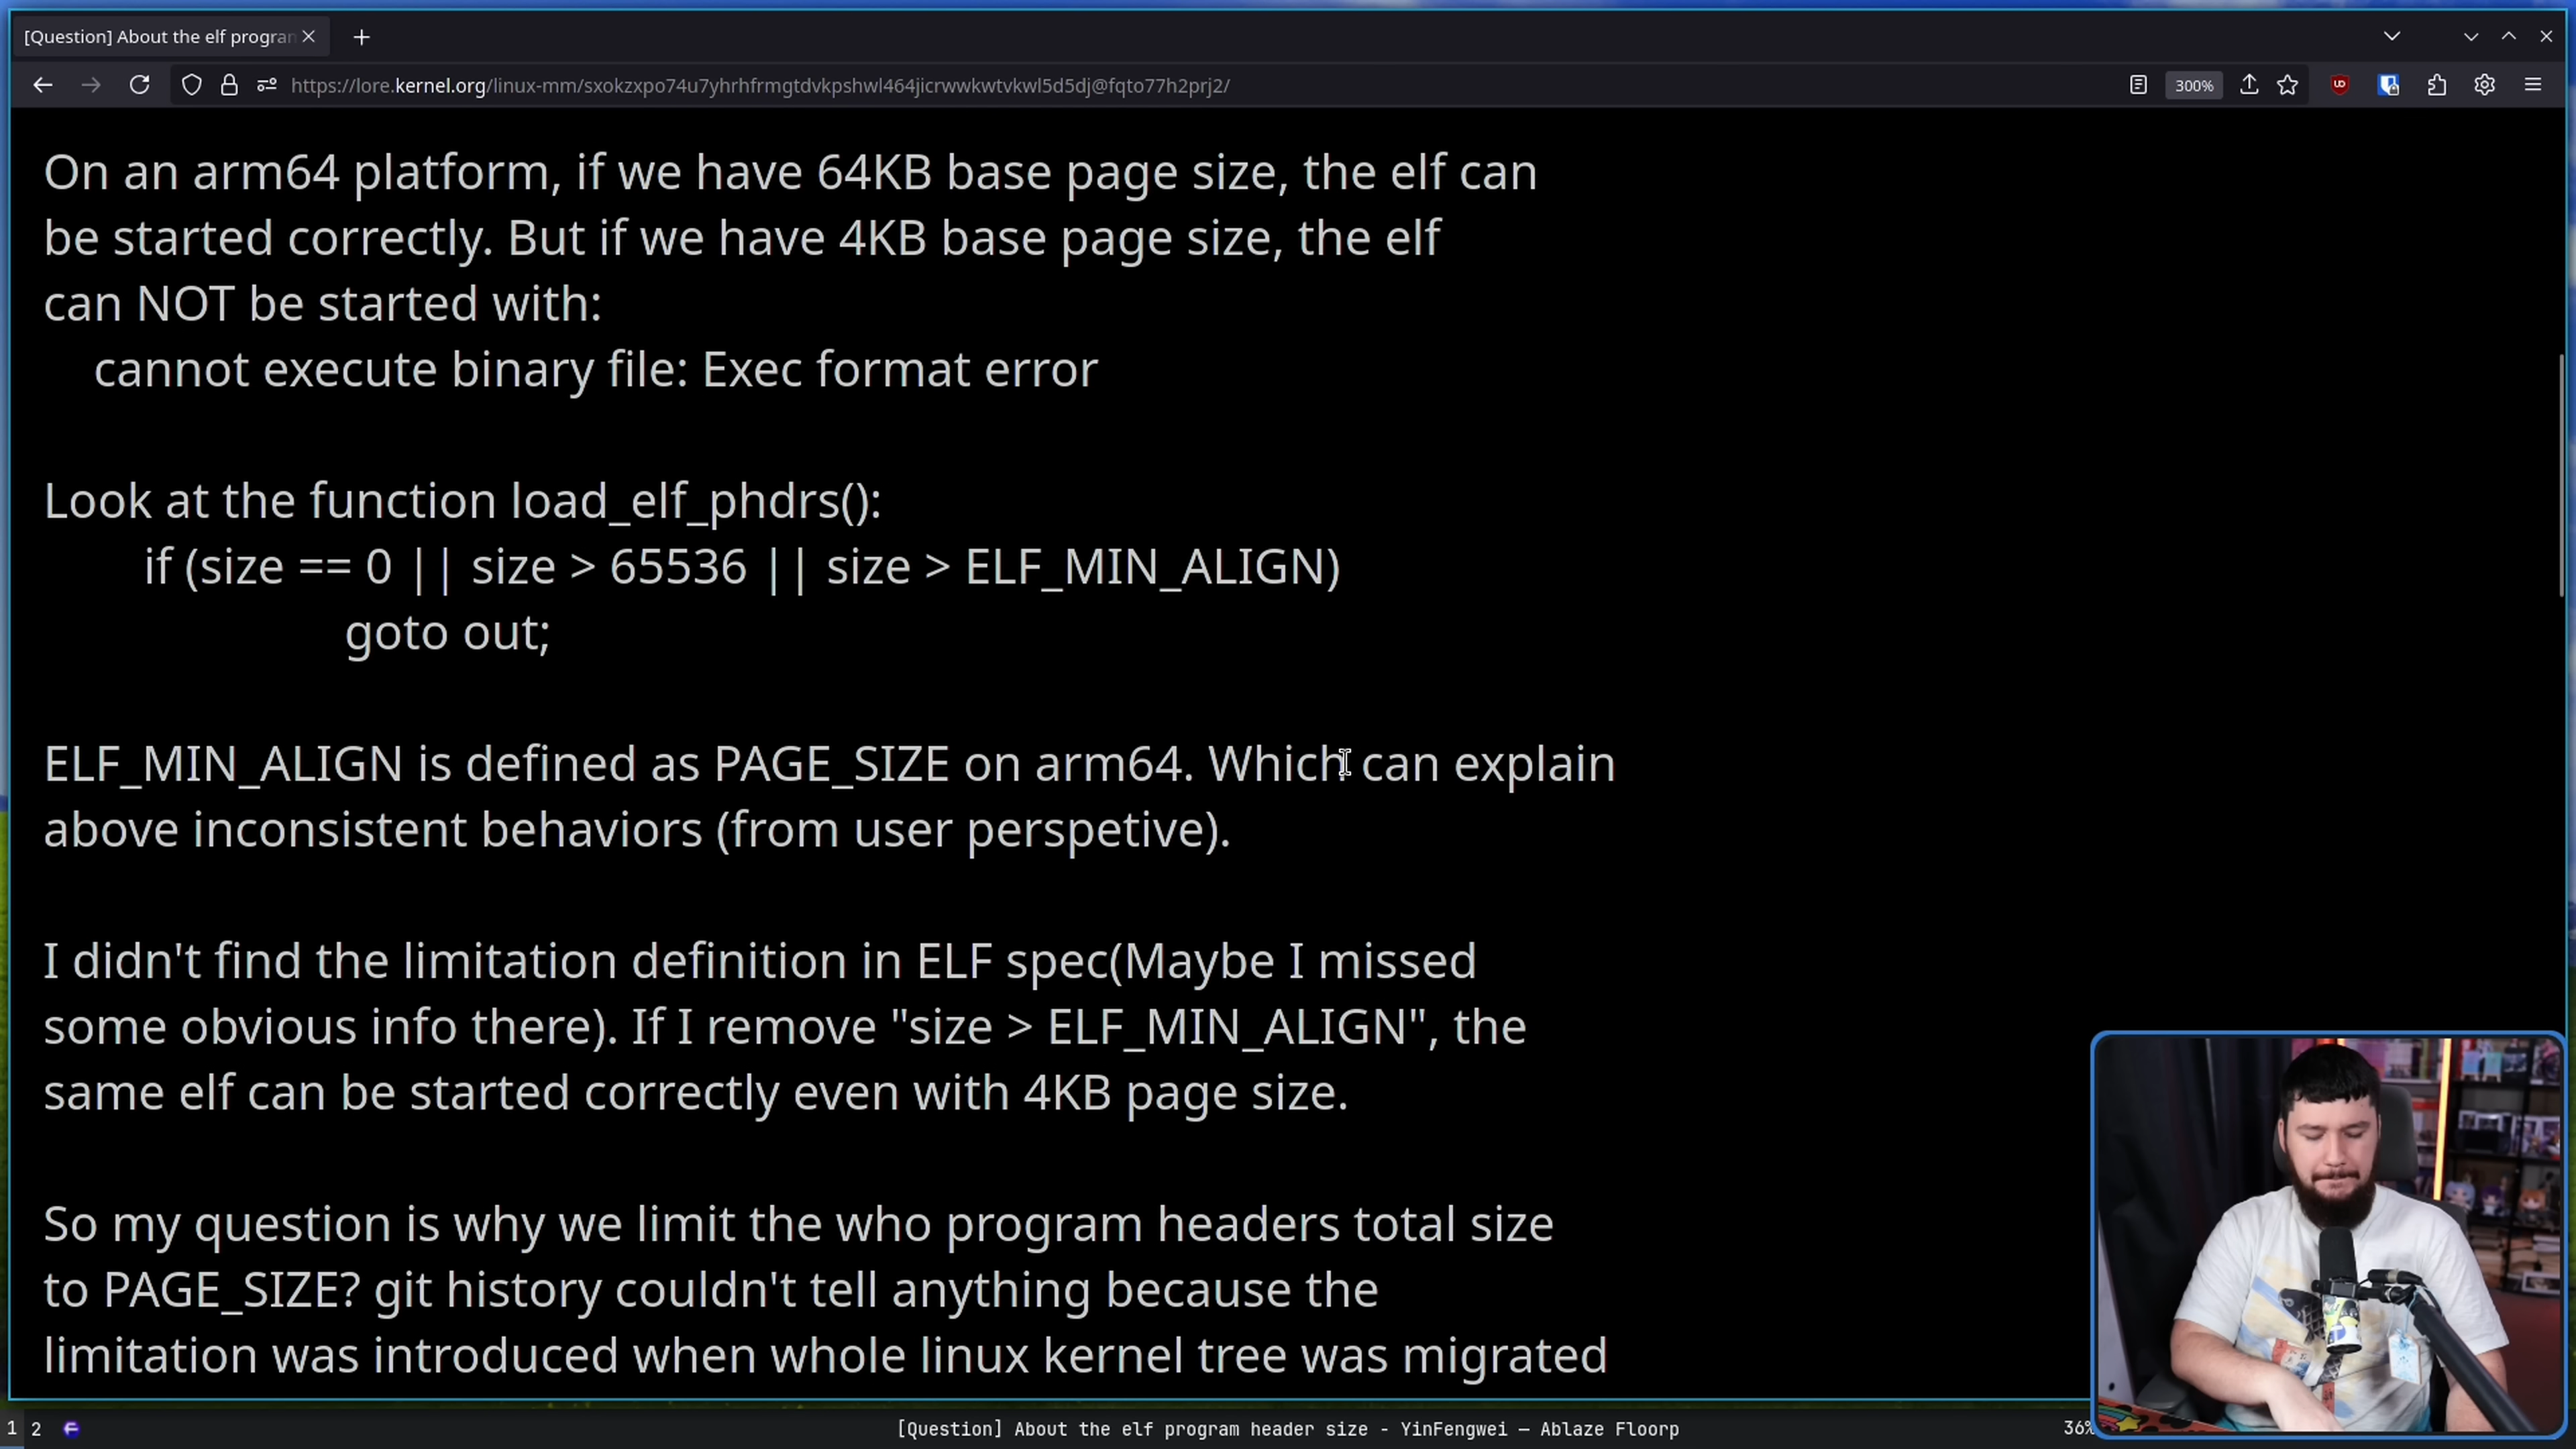 [Question] About the elf progran
https://lore.kernel.org/linux-mm/sxokzxpo74u7yhrhfrmgtdvkpshwl464jicrwwkwtvkwl5d5dj@fqto77h2prj2/
300%
On an arm64 platform, if we have 64KB base page size, the elf can
be started correctly. But if we have 4KB base page size, the elf
can NOT be started with:
cannot execute binary file: Exec format error
Look at the function load_elf_phdrs():
if (size == 0 || size > 65536 || size > ELF_MIN_ALIGN)
goto out;
ELF_MIN_ALIGN is defined as PAGE_SIZE on arm64. Which can explain
above inconsistent behaviors (from user perspetive).
I didn't find the limitation definition in ELF spec(Maybe I missed
some obvious info there). If I remove "size > ELF_MIN_ALIGN", the
same elf can be started correctly even with 4KB page size.
So my question is why we limit the who program headers total size
to PAGE_SIZE? git history couldn't tell anything because the
limitation was introduced when whole linux kernel tree was migrated
1 2
[Question] About the elf program header size - YinFengwei — Ablaze Floorp
36%